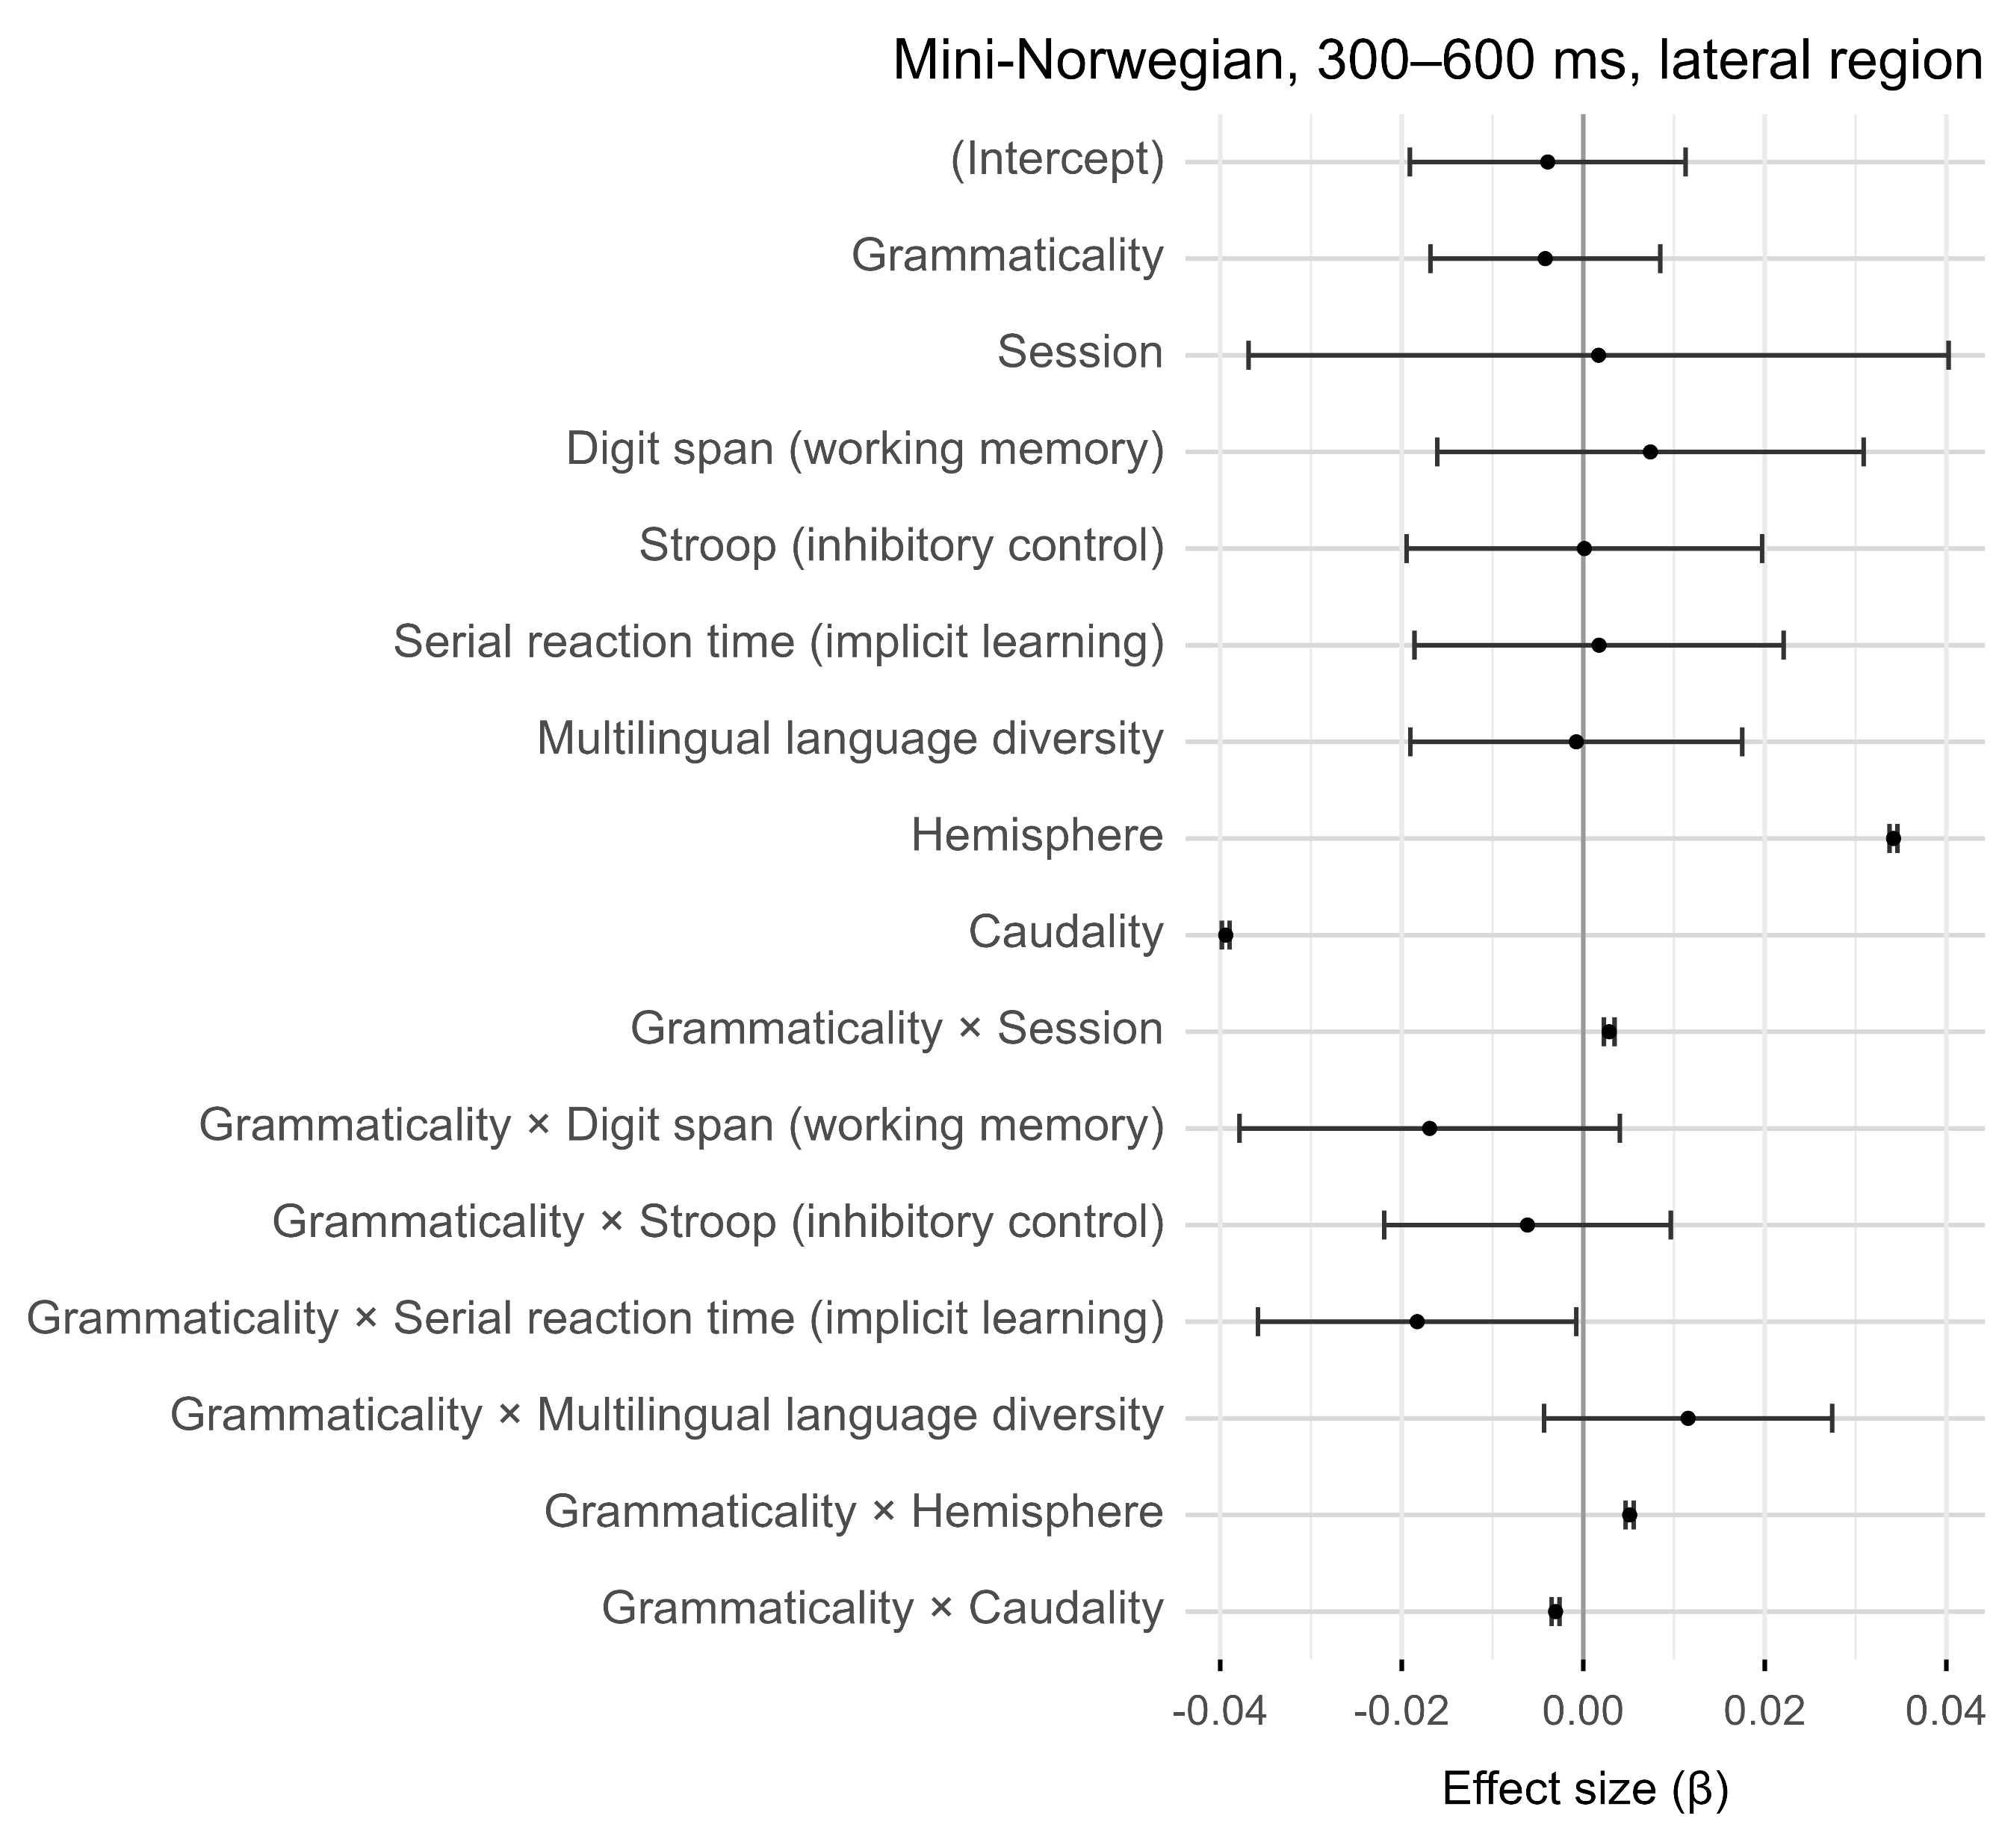 Mini-Norwegian, 300–600 ms, lateral region
(Intercept)
Grammaticality
Session
Digit span (working memory)
Stroop (inhibitory control)
Serial reaction time (implicit learning)
Multilingual language diversity
Hemisphere
Caudality
Grammaticality × Session
Grammaticality × Digit span (working memory)
Grammaticality × Stroop (inhibitory control)
Grammaticality × Serial reaction time (implicit learning)
Grammaticality × Multilingual language diversity
Grammaticality × Hemisphere
Grammaticality × Caudality
-0.04 -0.02 0.00 0.02 0.04
Effect size (β)